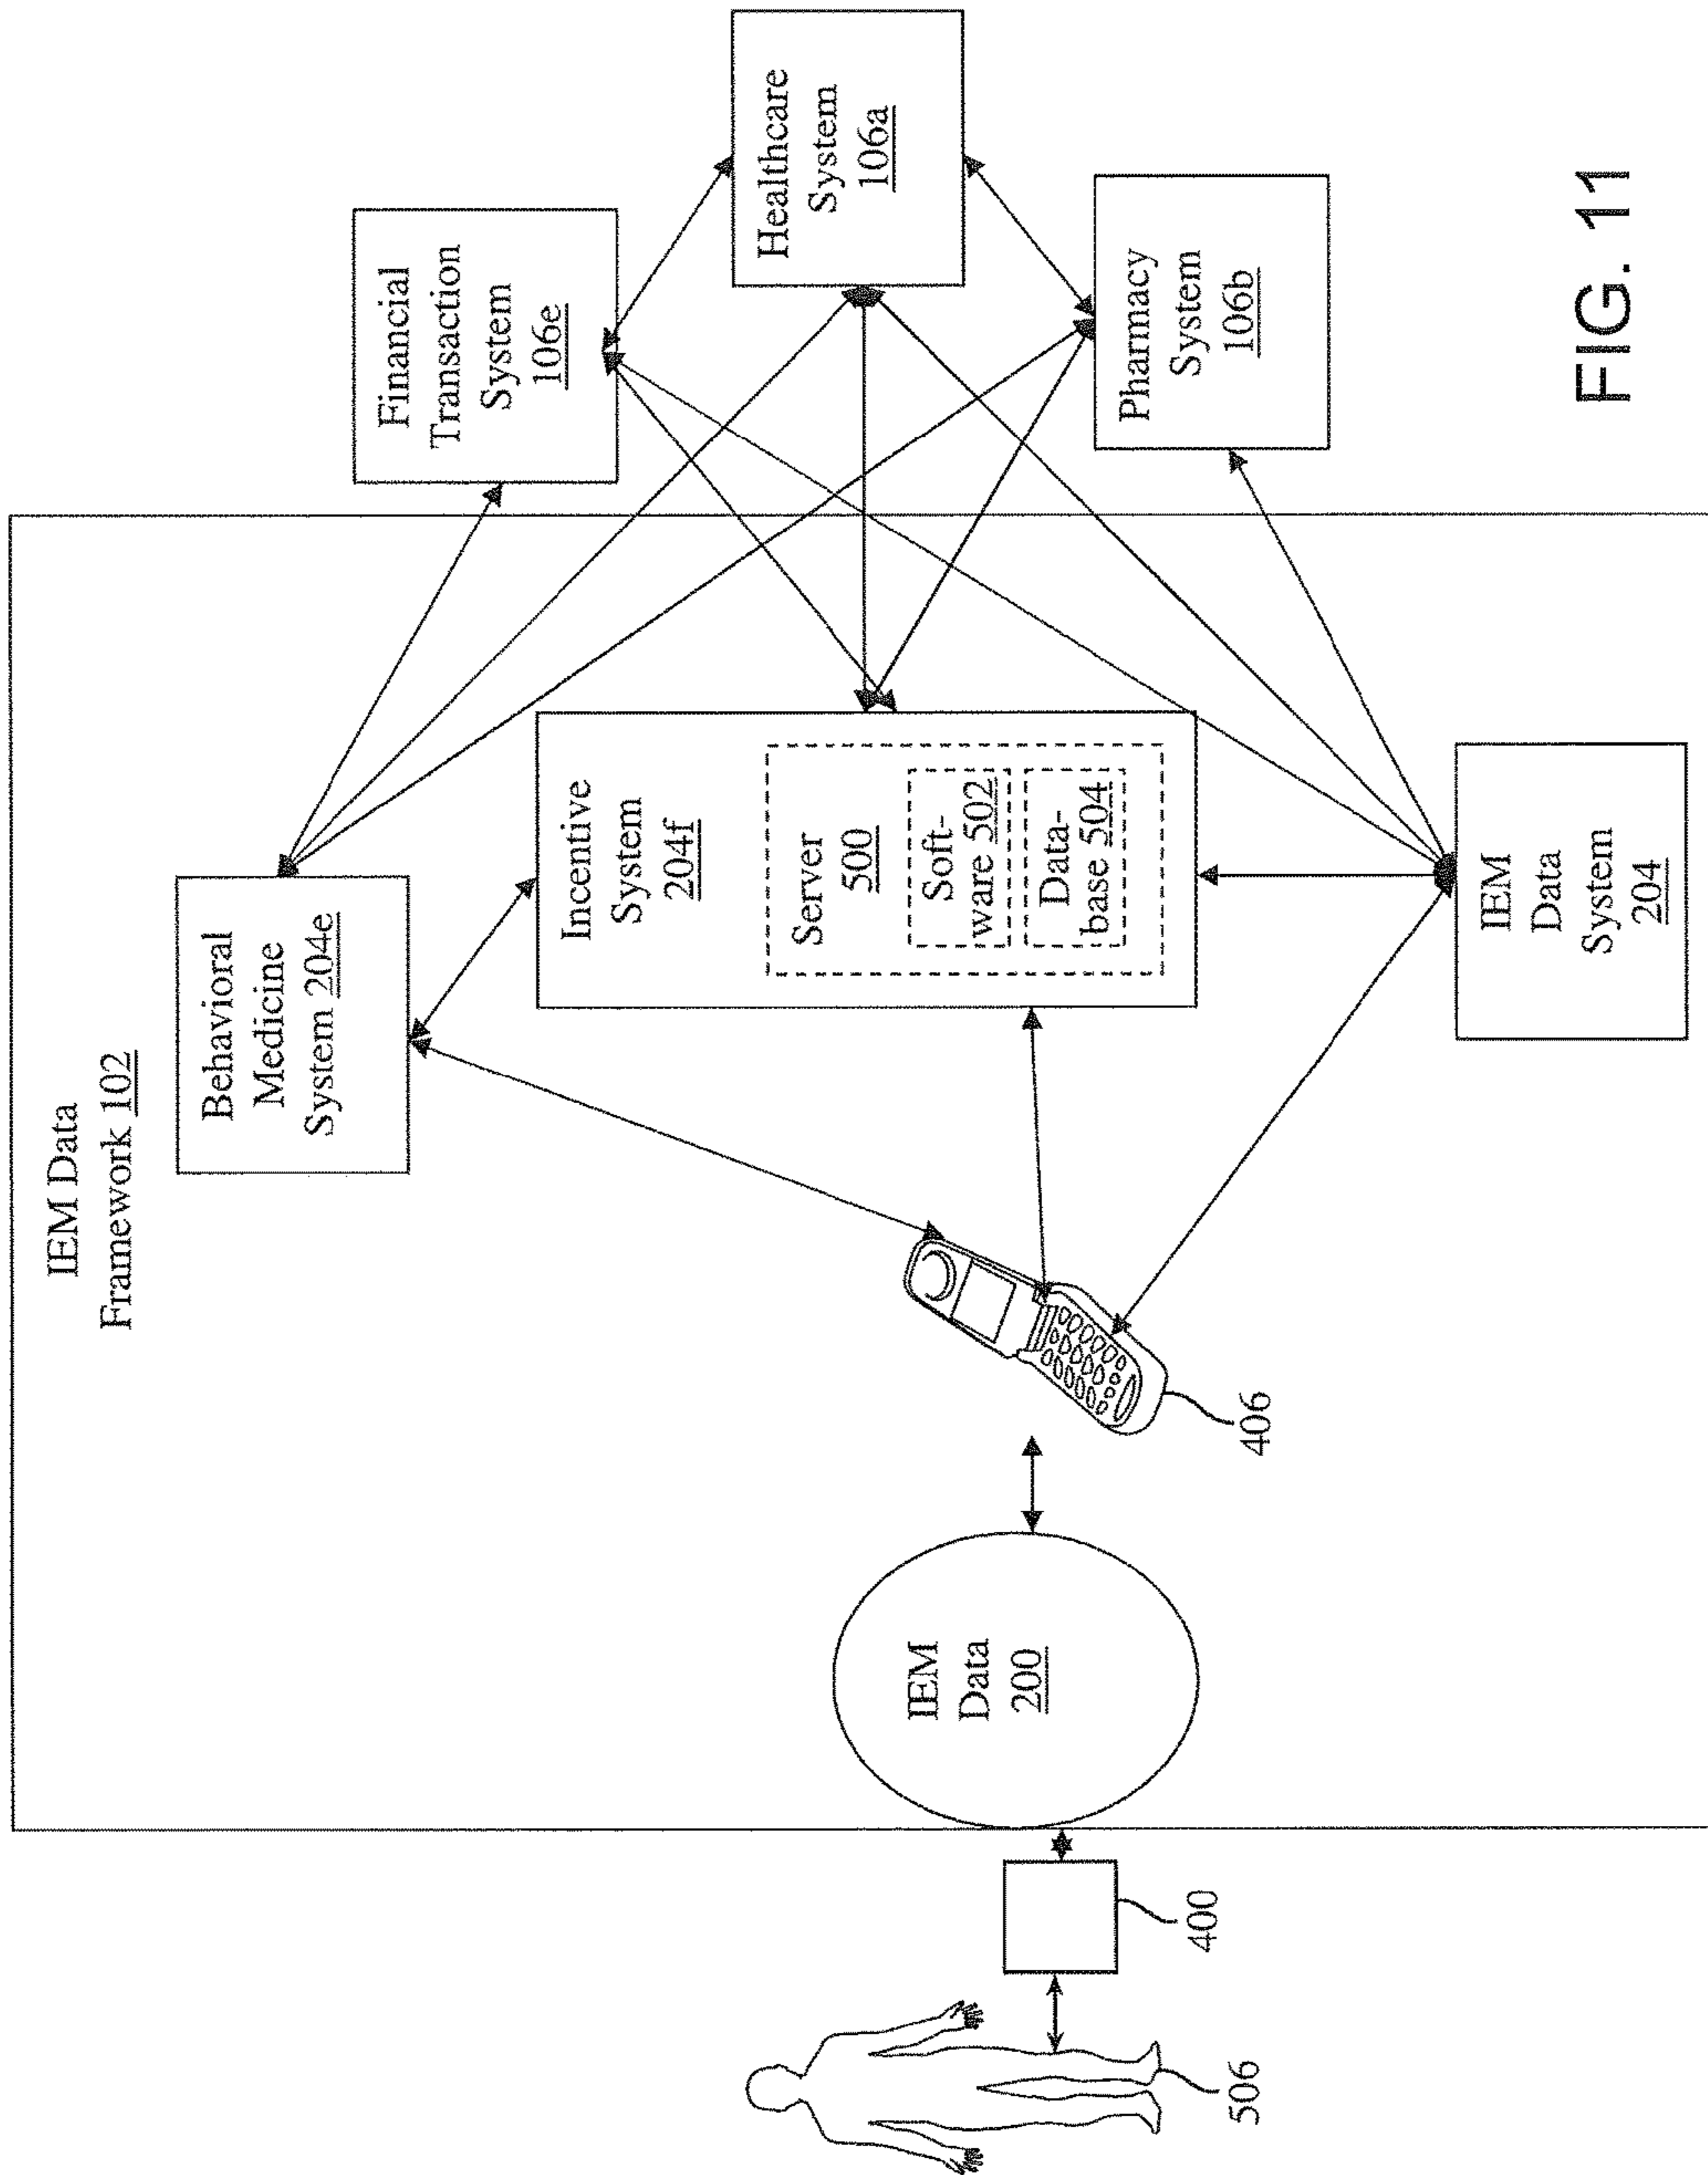 IEM Data
Framework 102
Behavioral
Medicine
System 204e
Financial
Transaction
System
106e
Incentive
System
204f
Server
500
Soft-
ware 502
Data-
base 504
Healthcare
System
106a
Pharmacy
System
106b
IEM
Data
System
204
IEM
Data
200
406
400
506
FIG. 11